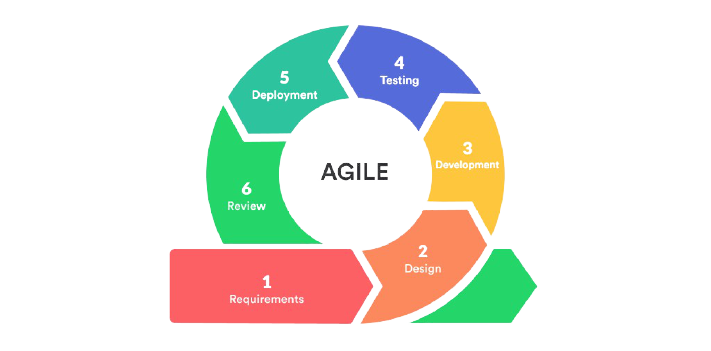 AGILE
1
Requirements
2
Design
3
Development
4
Testing
5
Deployment
6
Review